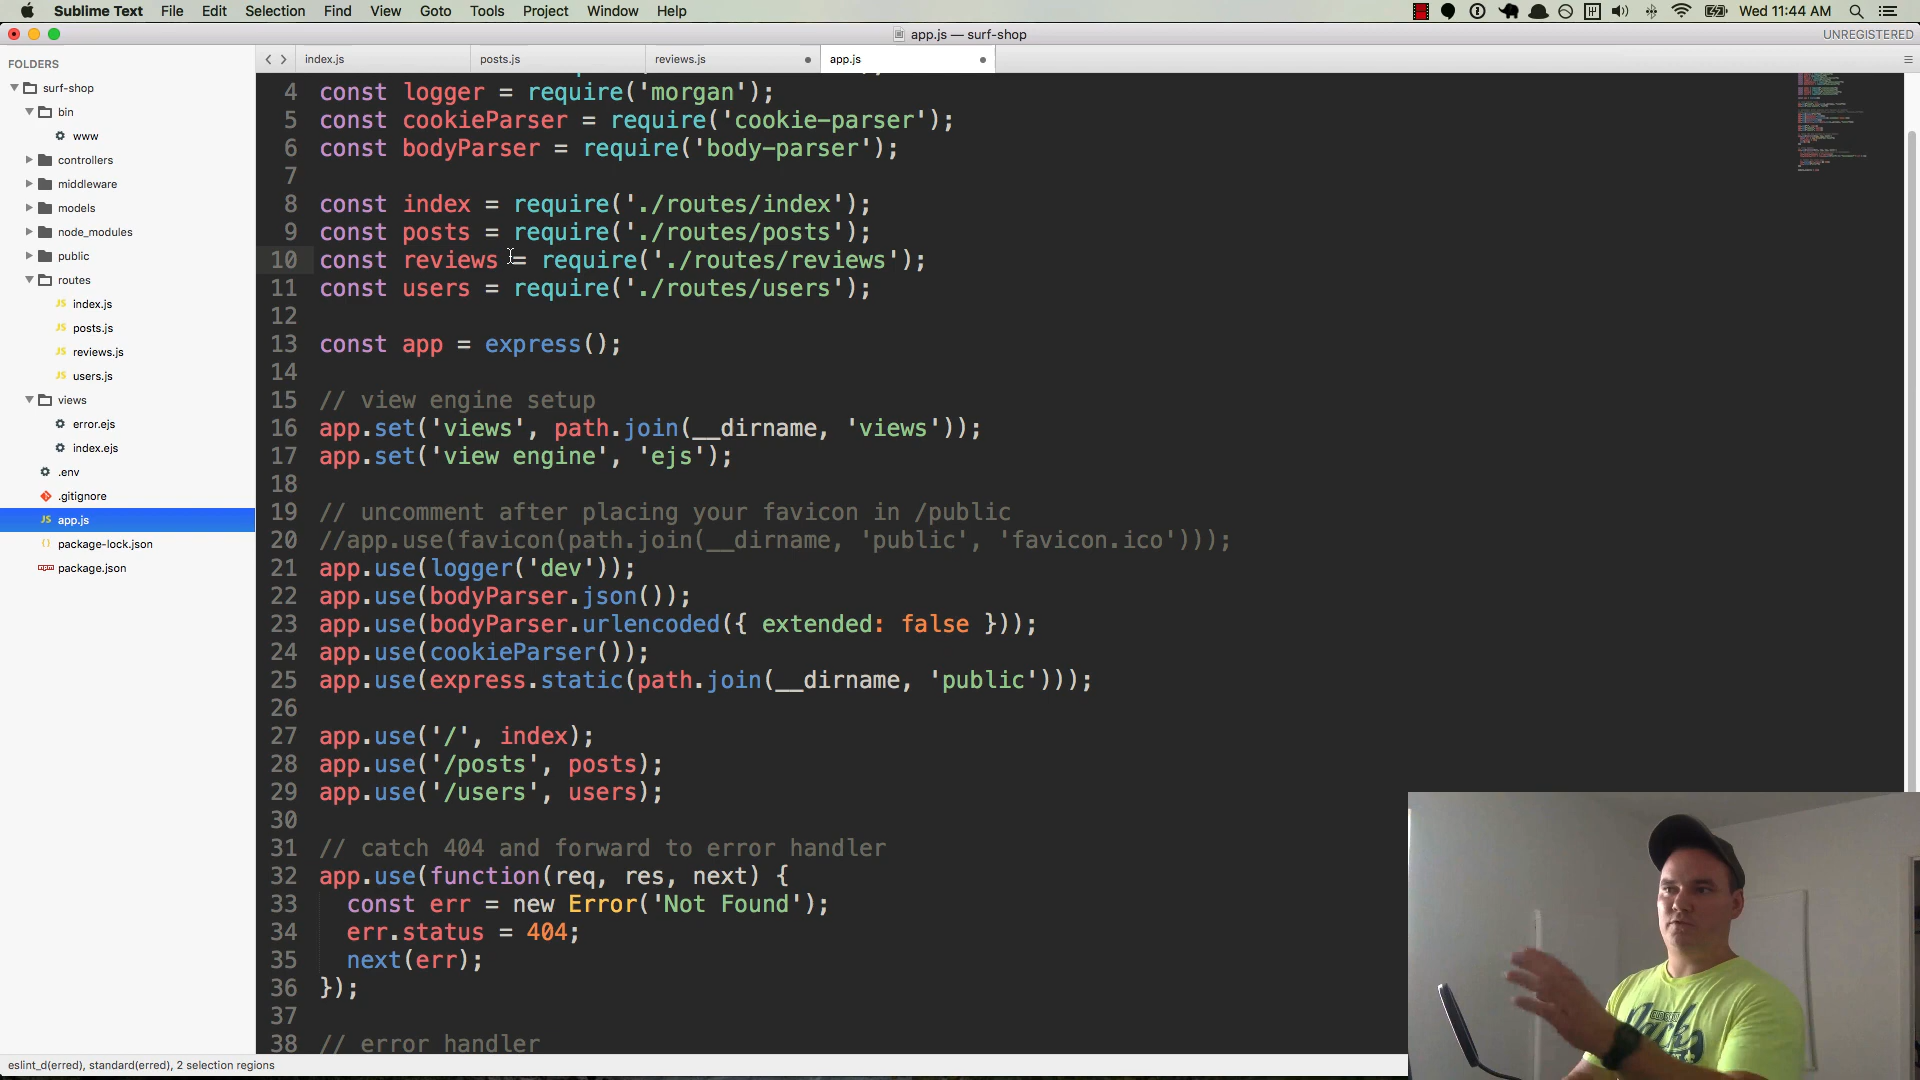 Sublime Text File Edit Selection Find View Goto Tools Project Window Help Wed 11:44 AM
app.js — surf-shop UNREGISTERED
FOLDERS
surf-shop
bin
www
controllers
middleware
models
node_modules
public
routes
index.js
posts.js
reviews.js
users.js
views
error.ejs
index.ejs
.env
.gitignore
app.js
package-lock.json
package.json
index.js posts.js reviews.js app.js
4 const logger = require('morgan');
5 const cookieParser = require('cookie-parser');
6 const bodyParser = require('body-parser');
7
8 const index = require('./routes/index');
9 const posts = require('./routes/posts');
10 const reviews = require('./routes/reviews');
11 const users = require('./routes/users');
12
13 const app = express();
14
15 // view engine setup
16 app.set('views', path.join(__dirname, 'views'));
17 app.set('view engine', 'ejs');
18
19 // uncomment after placing your favicon in /public
20 //app.use(favicon(path.join(__dirname, 'public', 'favicon.ico')));
21 app.use(logger('dev'));
22 app.use(bodyParser.json());
23 app.use(bodyParser.urlencoded({ extended: false }));
24 app.use(cookieParser());
25 app.use(express.static(path.join(__dirname, 'public')));
26
27 app.use('/', index);
28 app.use('/posts', posts);
29 app.use('/users', users);
30
31 // catch 404 and forward to error handler
32 app.use(function(req, res, next) {
33 const err = new Error('Not Found');
34 err.status = 404;
35 next(err);
36 });
37
38 // error handler
eslint_d(erred), standard(erred), 2 selection regions